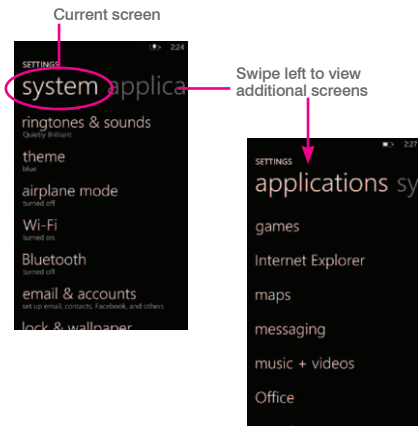 Current screen
2:24
SETTINGS
system applica
ringtones & sounds
Quietly Brilliant
theme
blue
airplane mode
turned off
Wi-Fi
turned on
Bluetooth
turned off
email & accounts
set up email, contacts, Facebook, and others
lock & wallpaper
Swipe left to view
additional screens
2:27
SETTINGS
applications sy
games
Internet Explorer
maps
messaging
music + videos
Office